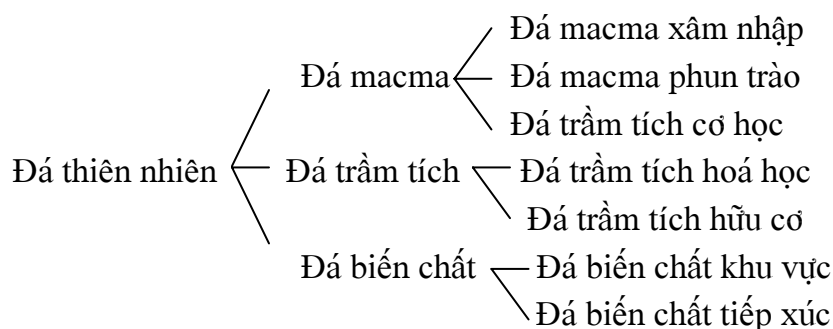 Đá macma xâm nhập
Đá macma Đá macma phun trào
Đá trầm tích cơ học
Đá thiên nhiên Đá trầm tích Đá trầm tích hoá học
Đá trầm tích hữu cơ
Đá biến chất Đá biến chất khu vực
Đá biến chất tiếp xúc